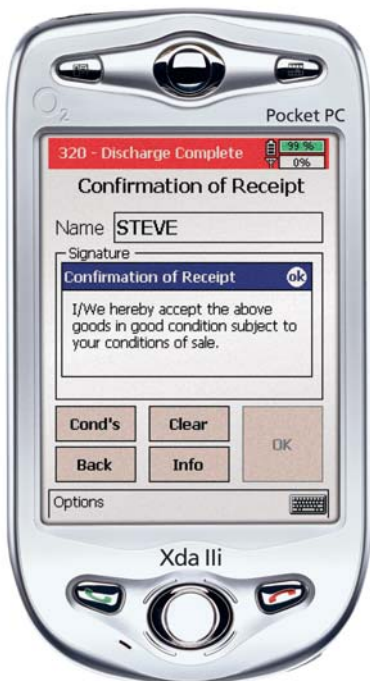 O2
Pocket PC
320 - Discharge Complete
99 %
0%
Confirmation of Receipt
Name STEVE
Signature
Confirmation of Receipt ok
I/We hereby accept the above
goods in good condition subject to
your conditions of sale.
Cond's Clear
OK
Back Info
Options
Xda IIi